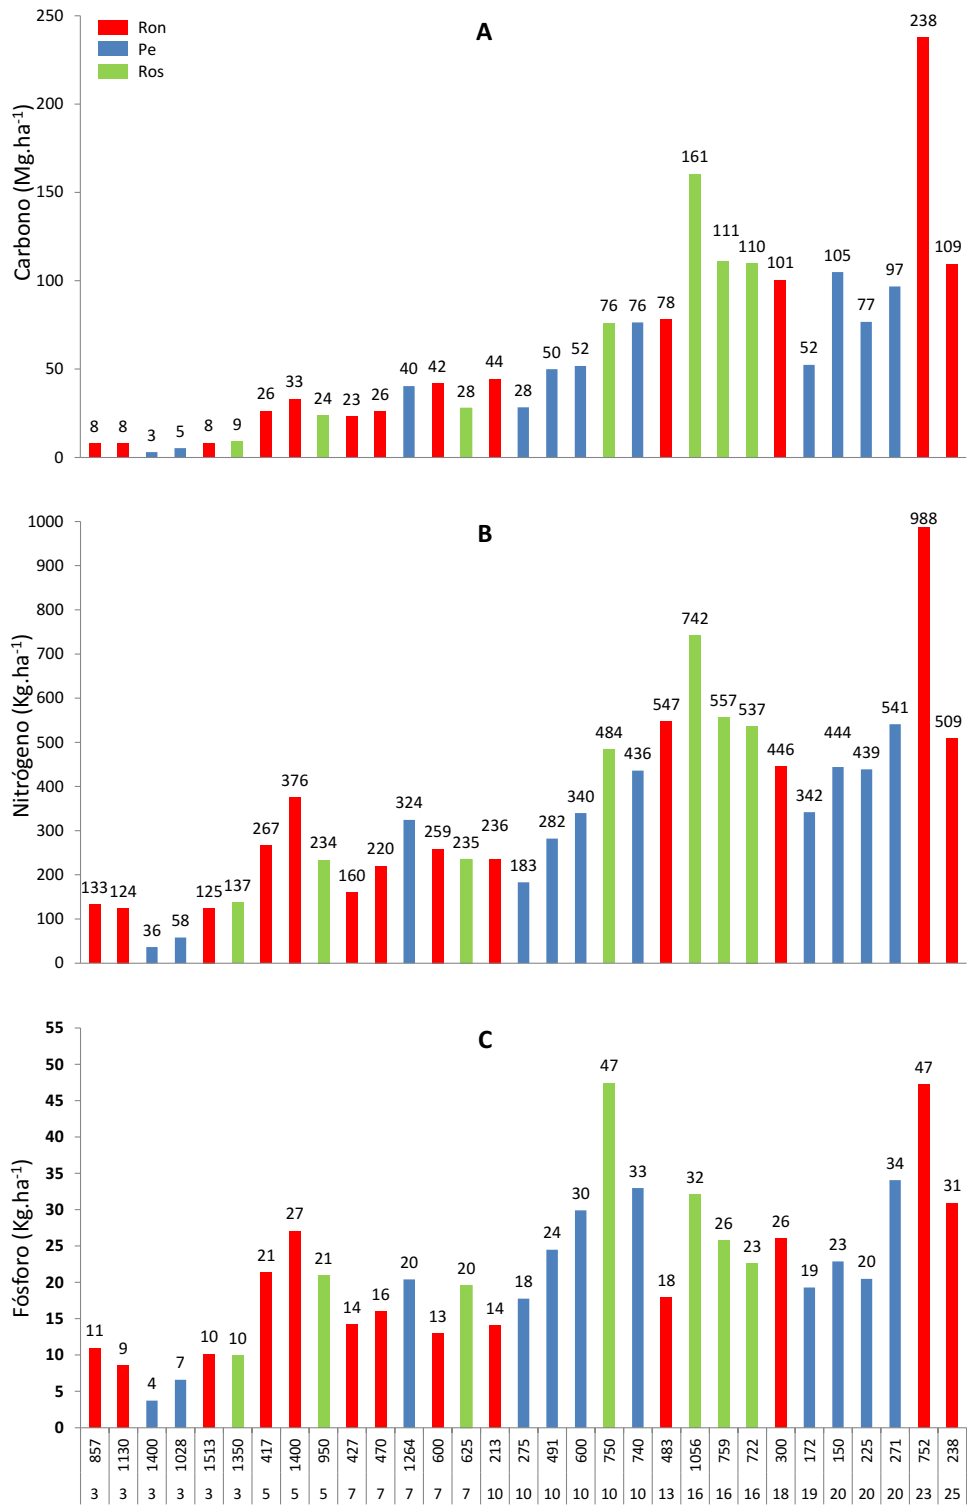 A
Ron
Pe
Ros
Carbono (Mg.ha⁻¹)
250
200
150
100
50
0
8 8 3 5 8 9 26 33 24 23 26 40 42 28 44 28 50 52 76 76 78 161 111 110 101 52 105 77 97 238 109
B
Nitrógeno (Kg.ha⁻¹)
1000
900
800
700
600
500
400
300
200
100
0
133 124 36 58 125 137 267 376 234 160 220 324 259 235 236 183 282 340 484 436 547 742 557 537 446 342 444 439 541 988 509
C
Fósforo (Kg.ha⁻¹)
55
50
45
40
35
30
25
20
15
10
5
0
11 9 4 7 10 10 21 27 21 14 16 20 13 20 14 18 24 30 47 33 18 32 26 23 26 19 23 20 34 47 31
857 1130 1400 1028 1513 1350 417 1400 950 427 470 1264 600 625 213 275 491 600 750 740 483 1056 759 722 300 172 150 225 271 752 238
3 3 3 3 3 3 5 5 5 7 7 7 7 7 10 10 10 10 10 10 13 16 16 16 18 19 20 20 20 23 25